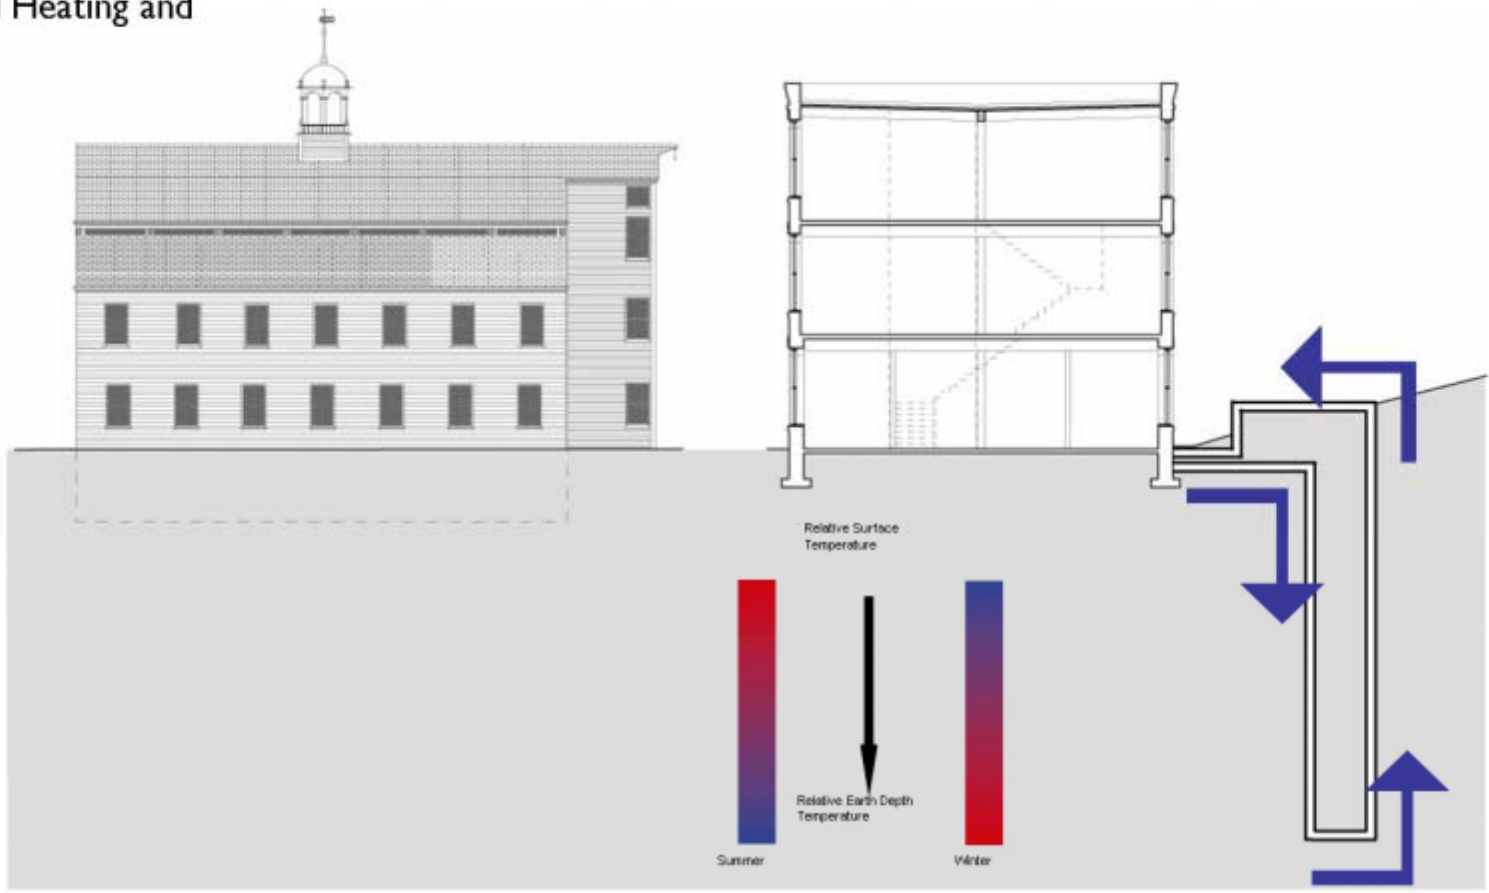 Heating and
Relative Surface
Temperature
Relative Earth Depth
Temperature
Summer
Winter